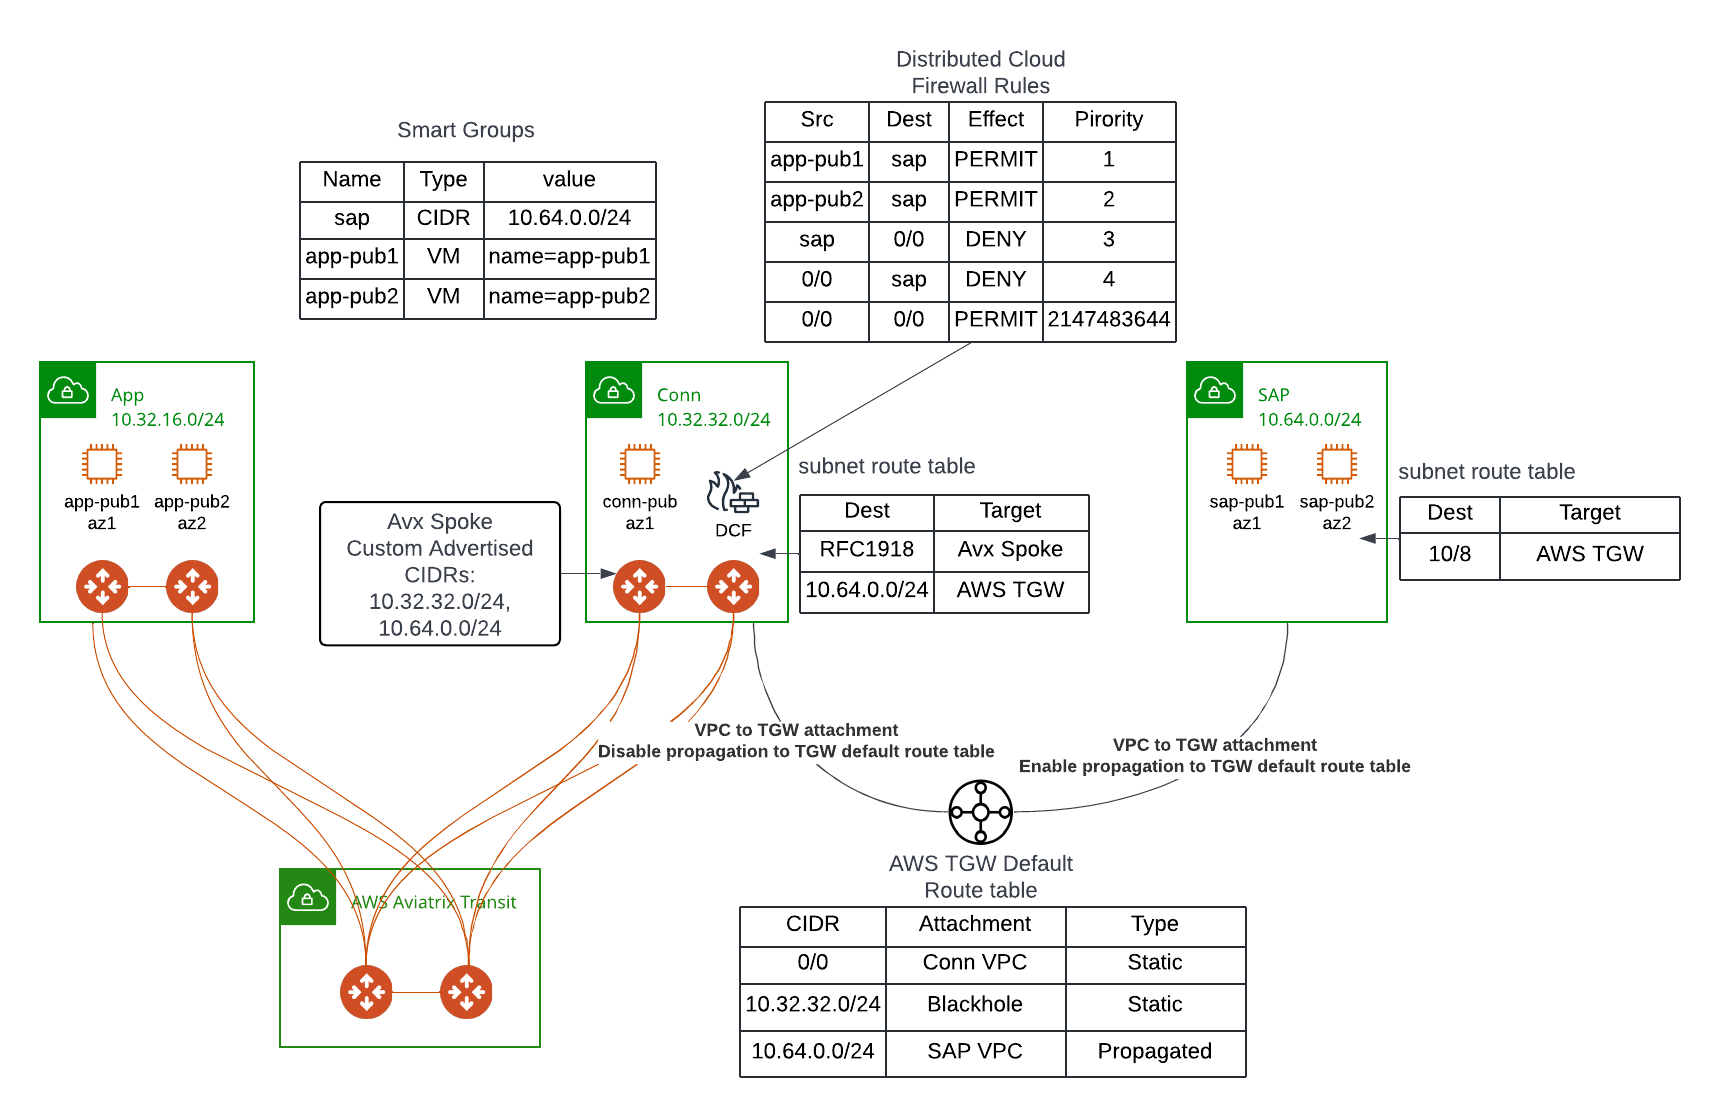 Distributed Cloud
Firewall Rules
Src Dest Effect Pirority
app-pub1 sap PERMIT 1
app-pub2 sap PERMIT 2
sap 0/0 DENY 3
0/0 sap DENY 4
0/0 0/0 PERMIT 2147483644
Smart Groups
Name Type value
sap CIDR 10.64.0.0/24
app-pub1 VM name=app-pub1
app-pub2 VM name=app-pub2
App
10.32.16.0/24
app-pub1
az1
app-pub2
az2
Avx Spoke
Custom Advertised
CIDRs:
10.32.32.0/24,
10.64.0.0/24
Conn
10.32.32.0/24
conn-pub
az1
DCF
subnet route table
Dest Target
RFC1918 Avx Spoke
10.64.0.0/24 AWS TGW
SAP
10.64.0.0/24
sap-pub1
az1
sap-pub2
az2
subnet route table
Dest Target
10/8 AWS TGW
VPC to TGW attachment
Disable propagation to TGW default route table
VPC to TGW attachment
Enable propagation to TGW default route table
AWS Aviatrix Transit
AWS TGW Default
Route table
CIDR Attachment Type
0/0 Conn VPC Static
10.32.32.0/24 Blackhole Static
10.64.0.0/24 SAP VPC Propagated